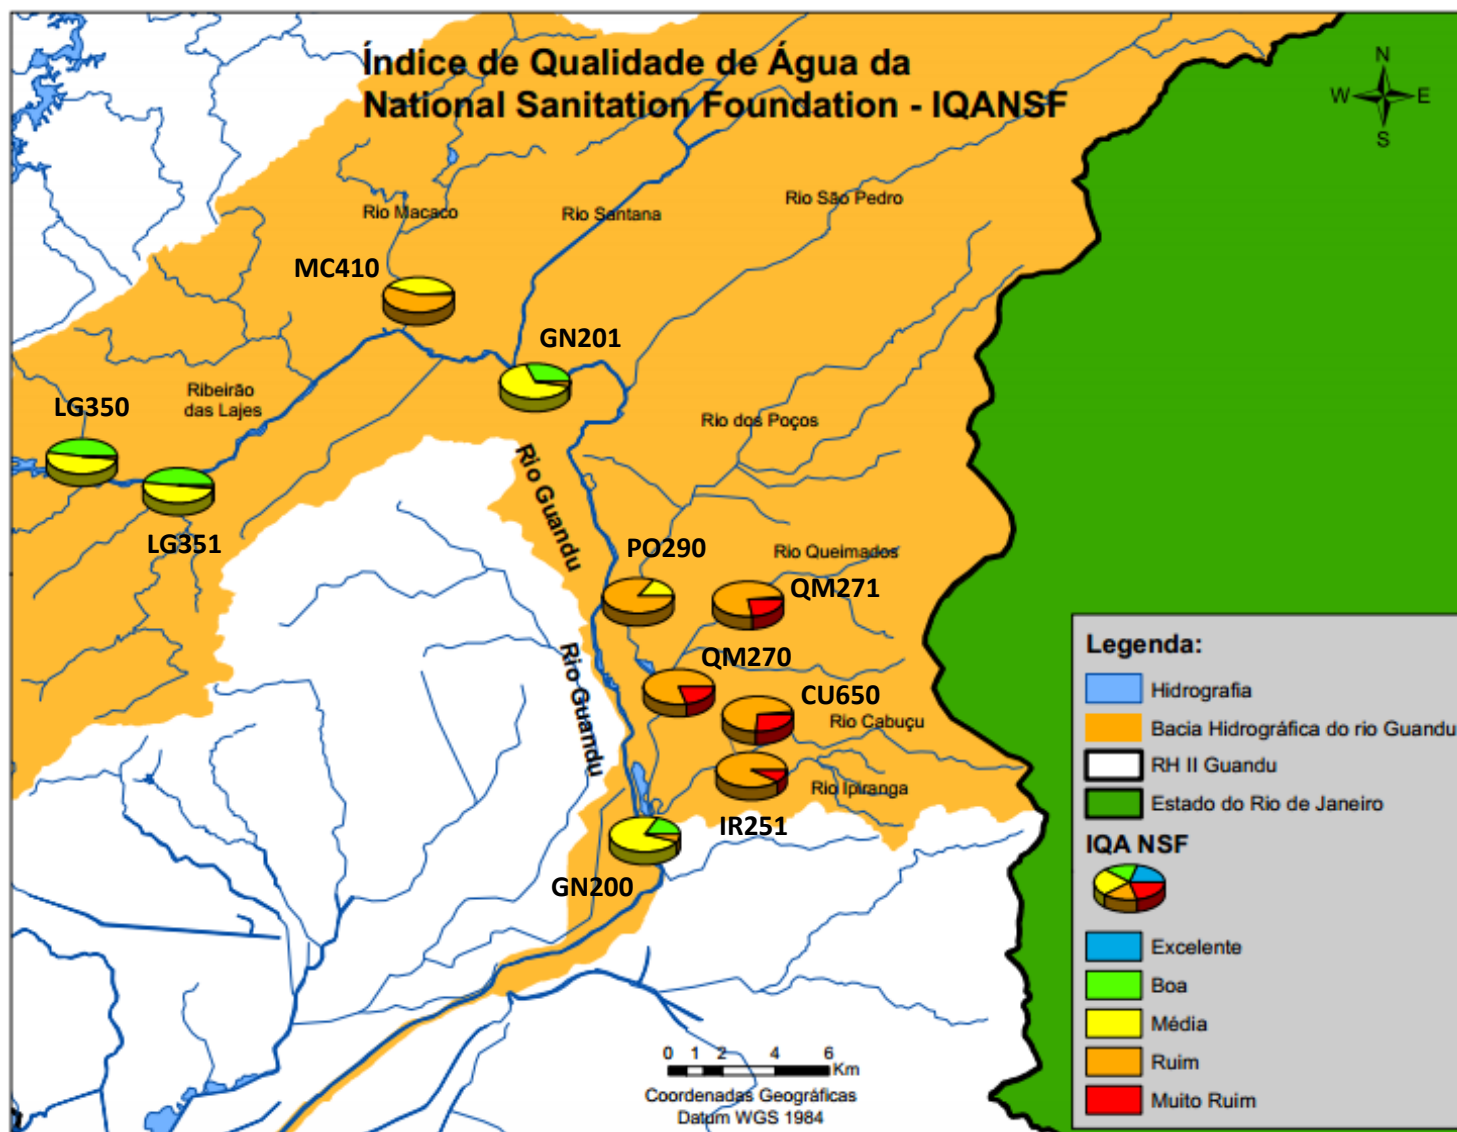 Índice de Qualidade de Água da
National Sanitation Foundation - IQANSF
N
W E
S
Rio Macaco
Rio Santana
Rio São Pedro
MC410
GN201
Ribeirão
das Lajes
LG350
LG351
Rio dos Poços
Rio Guandu
PO290
Rio Queimados
QM271
QM270
Rio Guandu
CU650
Rio Cabuçu
Rio Ipiranga
IR251
GN200
0 1 2 4 6
Km
Coordenadas Geográficas
Datum WGS 1984
Legenda:
Hidrografia
Bacia Hidrográfica do rio Guandu
RH II Guandu
Estado do Rio de Janeiro
IQA NSF
Excelente
Boa
Média
Ruim
Muito Ruim